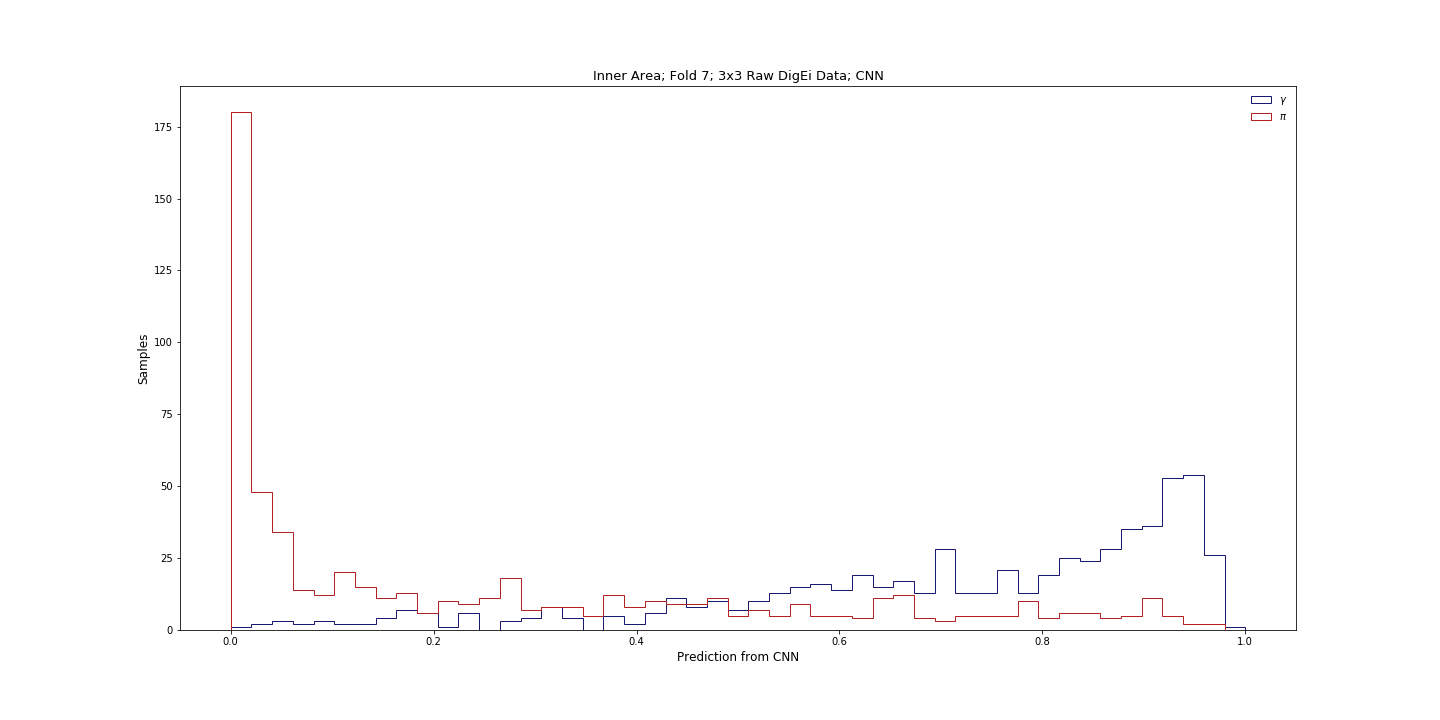 Inner Area; Fold 7; 3x3 Raw DigEi Data; CNN
γ
π
175
150
125
100
75
50
25
0
Samples
0.0 0.2 0.4 0.6 0.8 1.0
Prediction from CNN